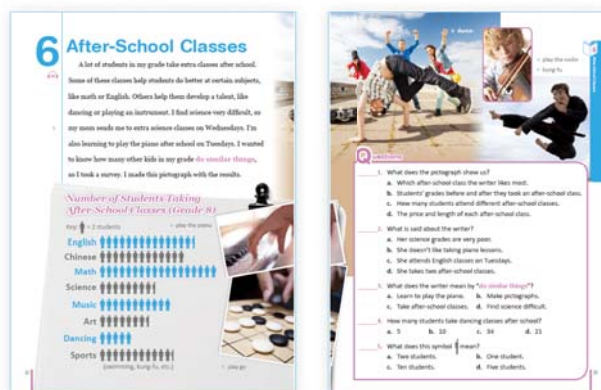 6 After-School Classes
A lot of students in my grade take extra classes after school.
Some of these classes help students do better at certain subjects,
like math or English. Others help them develop a talent, like
dancing or playing an instrument. I find science very difficult, so
my mom sends me to extra science classes on Wednesdays. I'm
also learning to play the piano after school on Tuesdays. I wanted
to know how many other kids in my grade do similar things,
so I took a survey. I made this pictograph with the results.
Number of Students Taking
After-School Classes (Grade 8)
Key: = 2 students
play the piano
English
Chinese
Math
Science
Music
Art
Dancing
Sports
(swimming, kung-fu, etc.)
play go
dance
play the violin
kung-fu
Questions
1. What does the pictograph show us?
a. Which after-school class the writer likes most.
b. Students' grades before and after they took an after-school class.
c. How many students attend different after-school classes.
d. The price and length of each after-school class.
2. What is said about the writer?
a. Her science grades are very poor.
b. She doesn't like taking piano lessons.
c. She attends English classes on Tuesdays.
d. She takes two after-school classes.
3. What does the writer mean by "do similar things"?
a. Learn to play the piano. b. Make pictographs.
c. Take after-school classes. d. Find science difficult.
4. How many students take dancing classes after school?
a. 5 b. 10 c. 34 d. 21
5. What does this symbol mean?
a. Two students. b. One student.
c. Ten students. d. Five students.